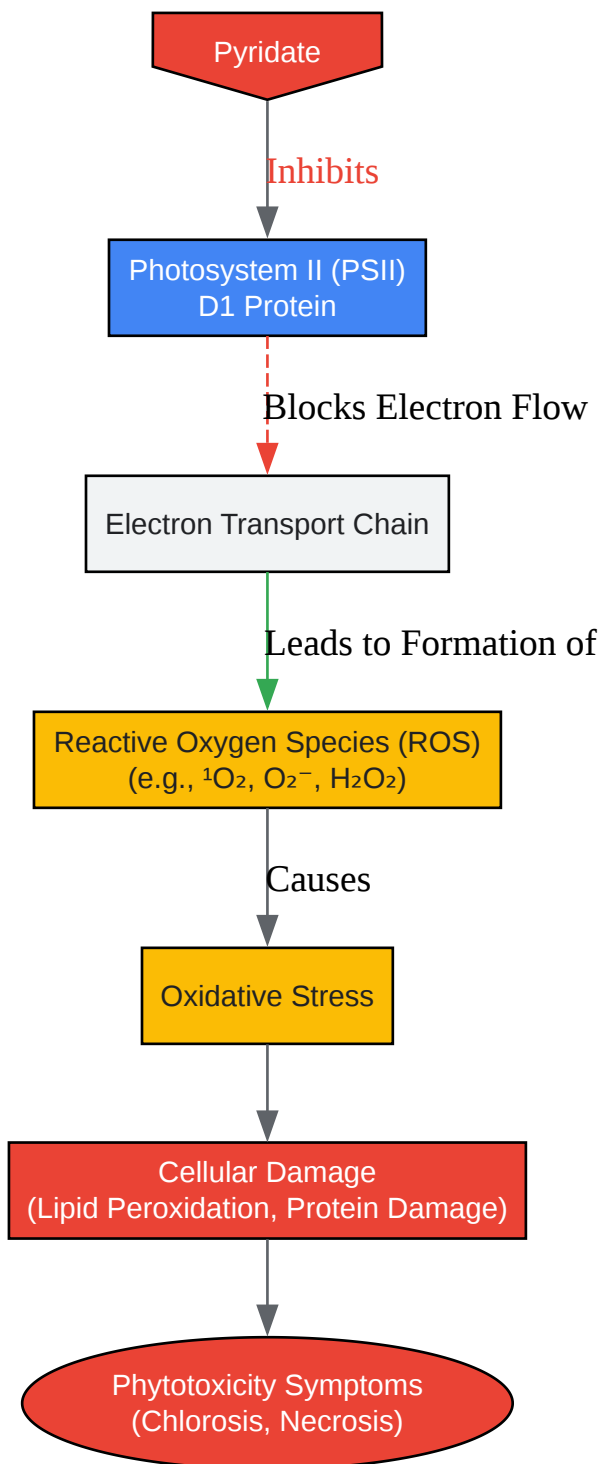 Pyridate
Inhibits
Photosystem II (PSII)
D1 Protein
Blocks Electron Flow
Electron Transport Chain
Leads to Formation of
Reactive Oxygen Species (ROS)
(e.g., ¹O₂, O₂⁻, H₂O₂)
Causes
Oxidative Stress
Cellular Damage
(Lipid Peroxidation, Protein Damage)
Phytotoxicity Symptoms
(Chlorosis, Necrosis)